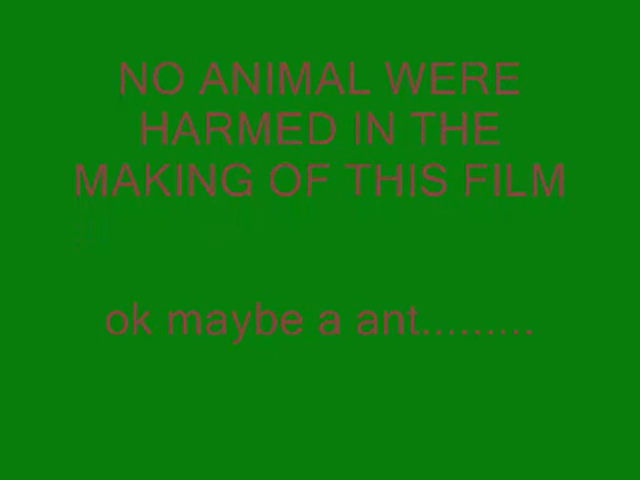 NO ANIMAL WERE
HARMED IN THE
MAKING OF THIS FILM
ok maybe a ant.........